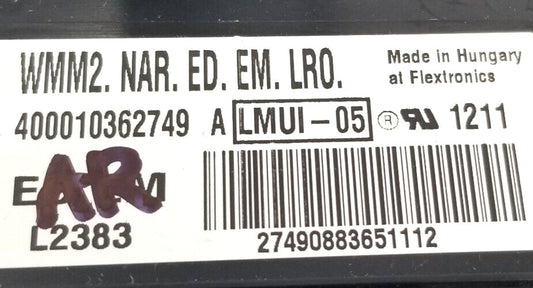 WMM2. NAR. ED. EM. LRO.
Made in Hungary
at Flextronics
400010362749 A LMUI-05 ® 1211
AR
L2383
27490883651112